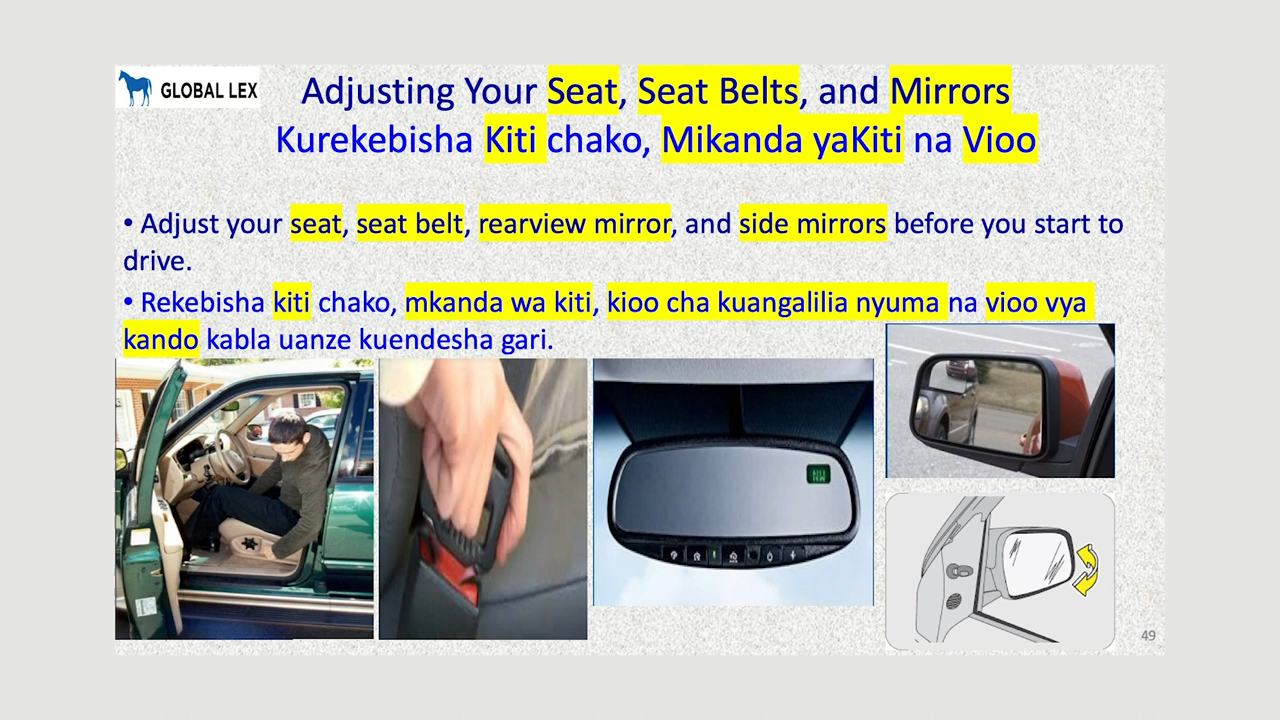 GLOBAL LEX
Adjusting Your Seat, Seat Belts, and Mirrors
Kurekebisha Kiti chako, Mikanda yaKiti na Vioo
• Adjust your seat, seat belt, rearview mirror, and side mirrors before you start to
drive.
• Rekebisha kiti chako, mkanda wa kiti, kioo cha kuangalilia nyuma na vioo vya
kando kabla uanze kuendesha gari.
NW
49